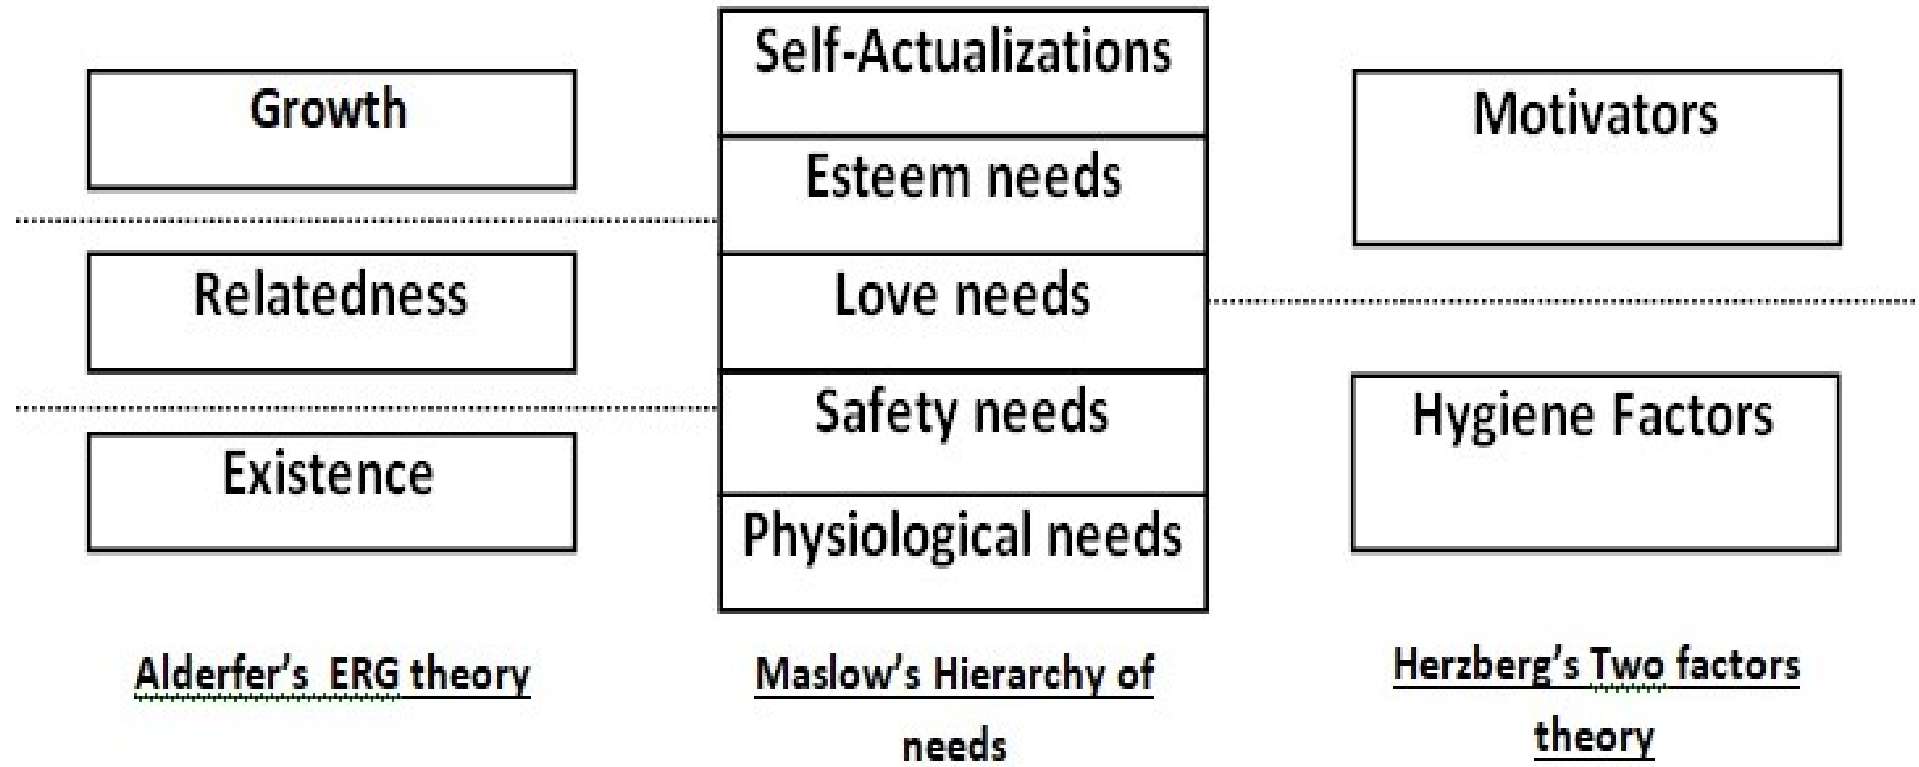 Growth
Relatedness
Existence
Alderfer's ERG theory
Self-Actualizations
Esteem needs
Love needs
Safety needs
Physiological needs
Maslow's Hierarchy of
needs
Motivators
Hygiene Factors
Herzberg's Two factors
theory